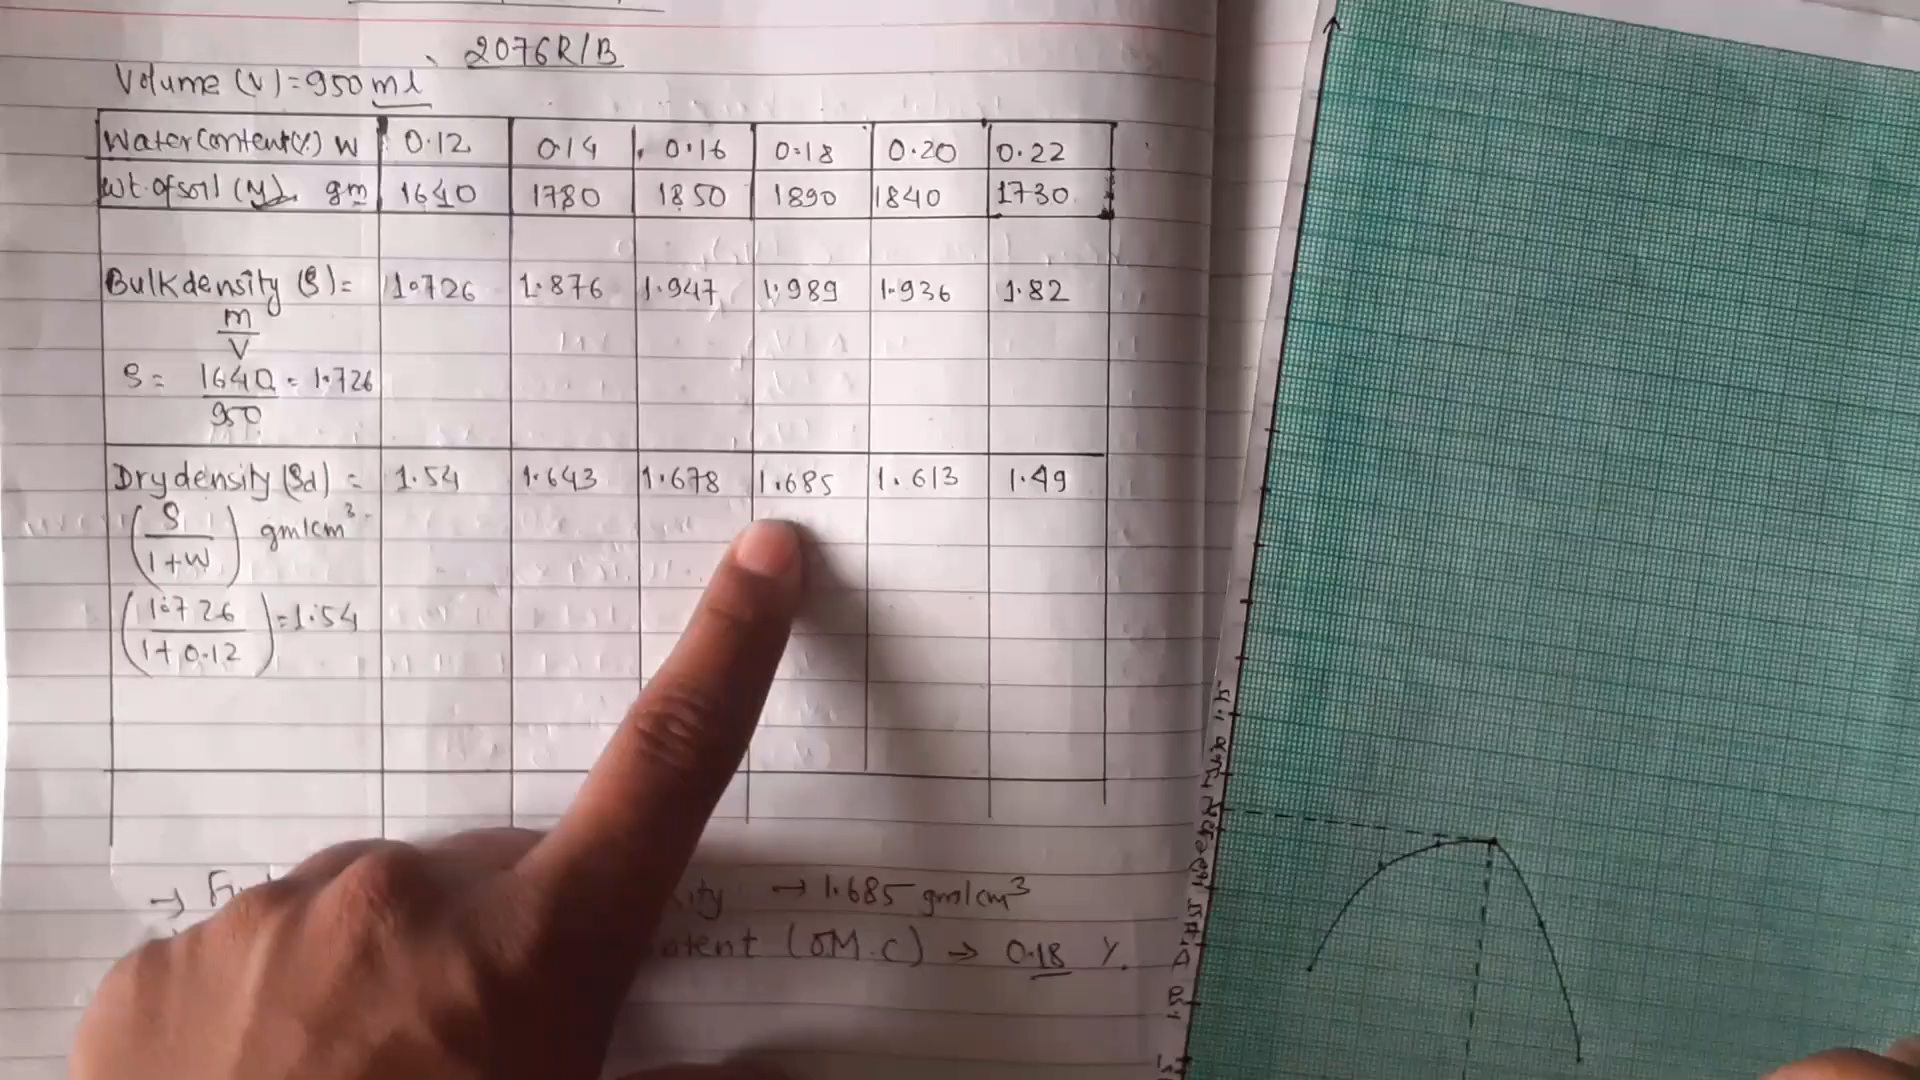 2076R/B
Volume (V)=950ml
Water Content(%) W 0.12 0.14 0.16 0.18 0.20 0.22
Wt. of soil (M) gm 1640 1780 1850 1890 1840 1730
Bulk density (ρ)= 1.726 1.876 1.947 1.989 1.936 1.82
m
V
ρ= 1640 = 1.726
950
Dry density (ρd) = 1.54 1.643 1.678 1.685 1.613 1.49
(ρ / 1+W) gm/cm³
(1.726 / 1+0.12) =1.54
→ 1.685 gm/cm³
(O.M.C) → 0.18 %.